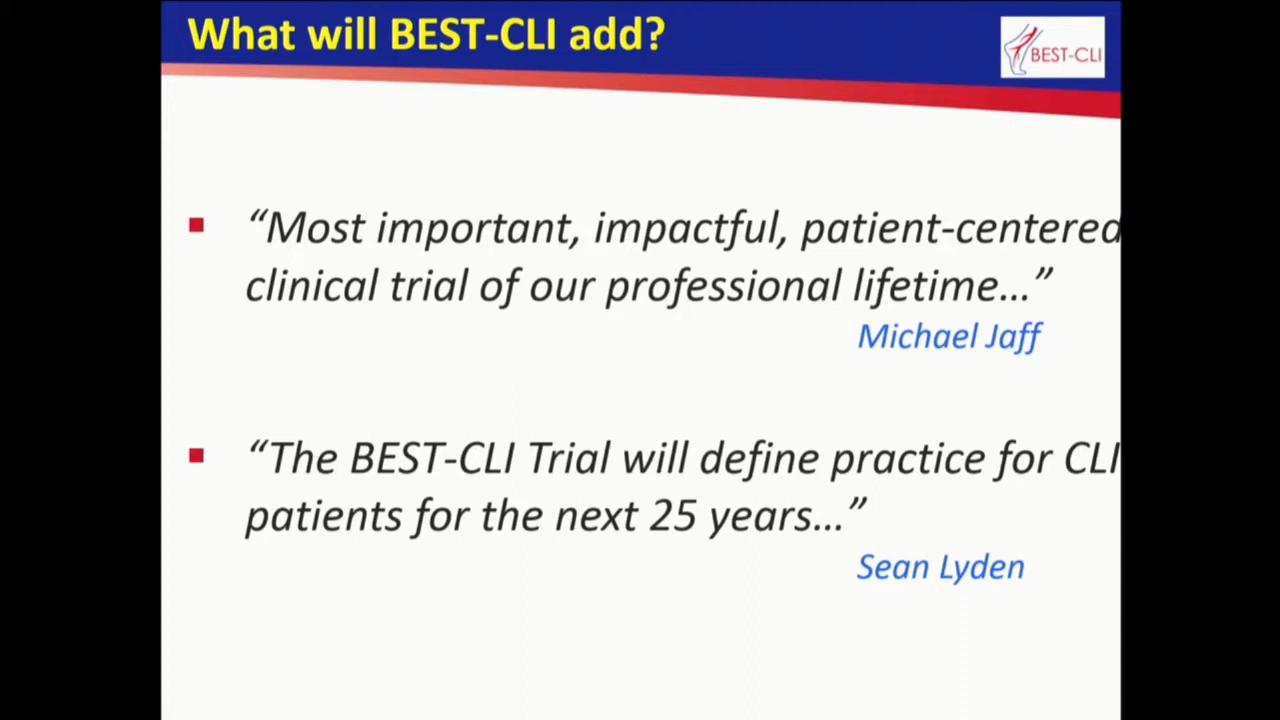 What will BEST-CLI add?
BEST-CLI
“Most important, impactful, patient-centered
clinical trial of our professional lifetime…”
Michael Jaff
“The BEST-CLI Trial will define practice for CLI
patients for the next 25 years…”
Sean Lyden